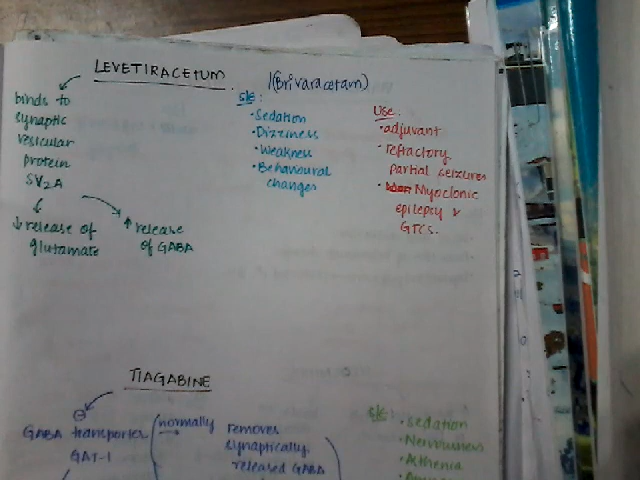 LEVETIRACETUM /(Brivaracetam)
binds to
synaptic
vesicular
protein
SV2A
↓ release of
glutamate
↑ release
of GABA
S/E:
• Sedation
• Dizziness
• Weakness
• Behavioural
changes
Use:
• adjuvant
• refractory
partial seizures
• Myoclonic
epilepsy &
GTCS.
TIAGABINE
⊖
GABA transporter
GAT-1
normally
→
removes
synaptically
released GABA
S/E: • Sedation
• Nervousness
• Asthenia